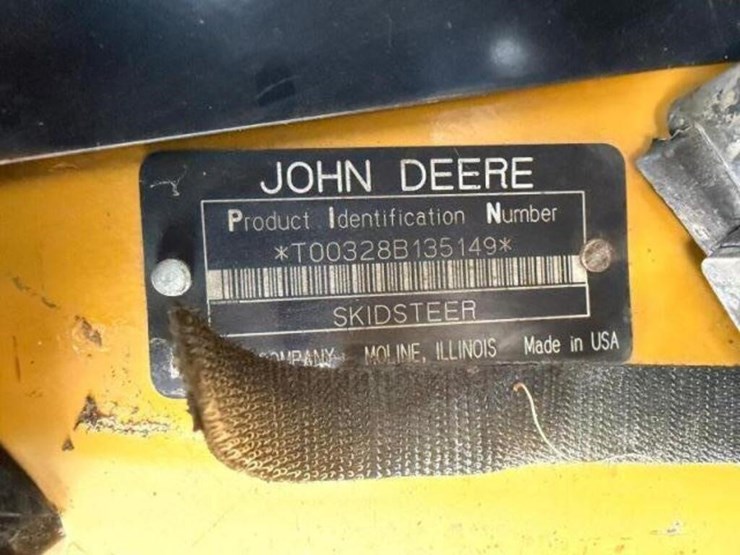 JOHN DEERE
Product Identification Number
*T00328B135149*
SKIDSTEER
COMPANY MOLINE, ILLINOIS Made in USA